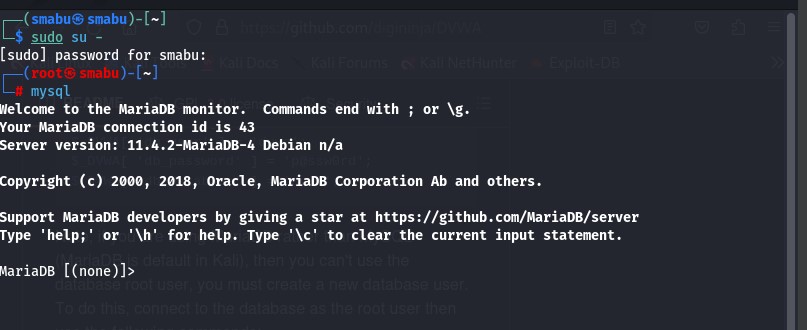 (smabu㉿smabu)-[~]
$ sudo su -
[sudo] password for smabu:
(root㉿smabu)-[~]
# mysql
Welcome to the MariaDB monitor.  Commands end with ; or \g.
Your MariaDB connection id is 43
Server version: 11.4.2-MariaDB-4 Debian n/a
Copyright (c) 2000, 2018, Oracle, MariaDB Corporation Ab and others.
Support MariaDB developers by giving a star at https://github.com/MariaDB/server
Type 'help;' or '\h' for help. Type '\c' to clear the current input statement.
MariaDB [(none)]>
https://github.com/digininja/DVWA
Kali Docs
Kali Forums
Kali NetHunter
Exploit-DB
(MariaDB is default in Kali), then you can't use the
database root user, you must create a new database user.
To do this, connect to the database as the root user then